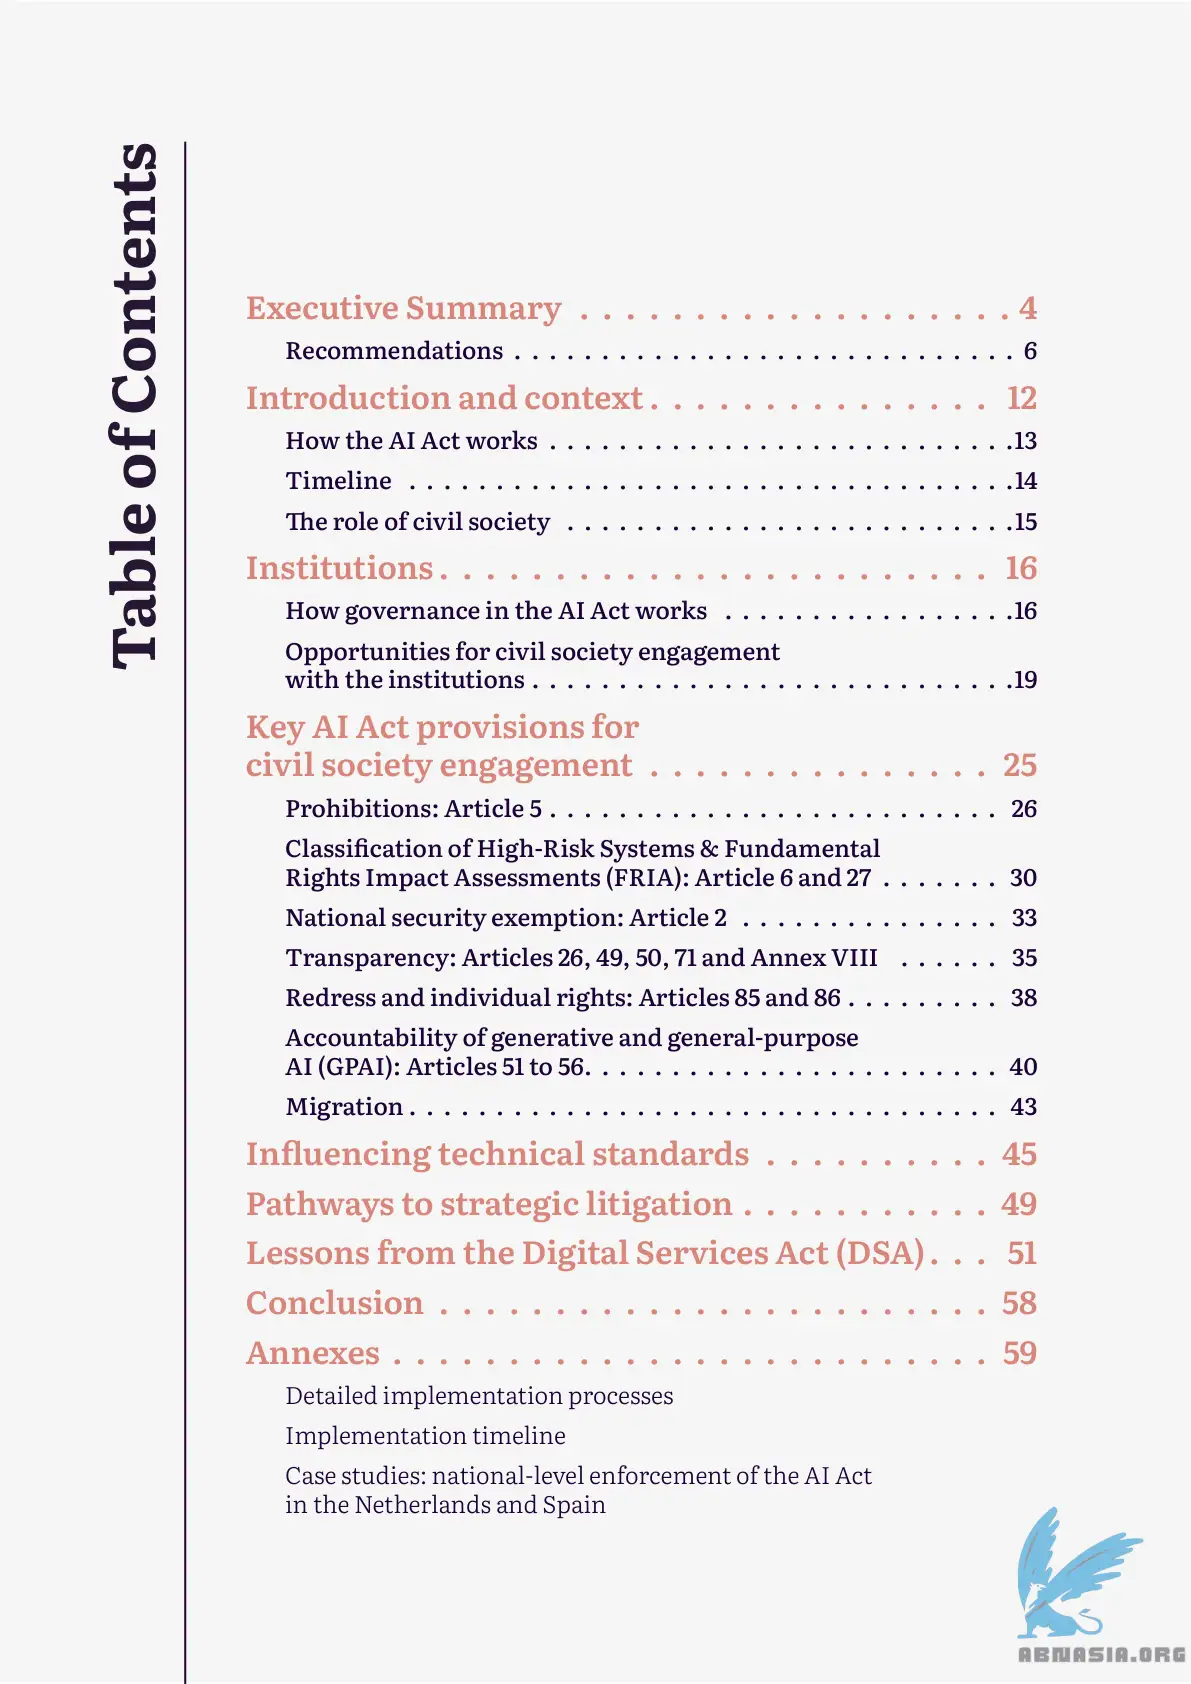 Table of Contents
Executive Summary . . . . . . . . . . . . . . . . . . . 4
Recommendations . . . . . . . . . . . . . . . . . . . . . . . . . . . . . 6
Introduction and context . . . . . . . . . . . . . . . 12
How the AI Act works . . . . . . . . . . . . . . . . . . . . . . . . . . .13
Timeline . . . . . . . . . . . . . . . . . . . . . . . . . . . . . . . . . . .14
The role of civil society . . . . . . . . . . . . . . . . . . . . . . . . . .15
Institutions . . . . . . . . . . . . . . . . . . . . . . . . 16
How governance in the AI Act works . . . . . . . . . . . . . . . . .16
Opportunities for civil society engagement
with the institutions . . . . . . . . . . . . . . . . . . . . . . . . . . . .19
Key AI Act provisions for
civil society engagement . . . . . . . . . . . . . . . 25
Prohibitions: Article 5 . . . . . . . . . . . . . . . . . . . . . . . . . . 26
Classification of High-Risk Systems & Fundamental
Rights Impact Assessments (FRIA): Article 6 and 27 . . . . . . . 30
National security exemption: Article 2 . . . . . . . . . . . . . . . 33
Transparency: Articles 26, 49, 50, 71 and Annex VIII . . . . . . 35
Redress and individual rights: Articles 85 and 86 . . . . . . . . . 38
Accountability of generative and general-purpose
AI (GPAI): Articles 51 to 56. . . . . . . . . . . . . . . . . . . . . . . . 40
Migration . . . . . . . . . . . . . . . . . . . . . . . . . . . . . . . . . . 43
Influencing technical standards . . . . . . . . . . 45
Pathways to strategic litigation . . . . . . . . . . . 49
Lessons from the Digital Services Act (DSA) . . . 51
Conclusion . . . . . . . . . . . . . . . . . . . . . . . . 58
Annexes . . . . . . . . . . . . . . . . . . . . . . . . . . 59
Detailed implementation processes
Implementation timeline
Case studies: national-level enforcement of the AI Act
in the Netherlands and Spain
ABNASIA.ORG